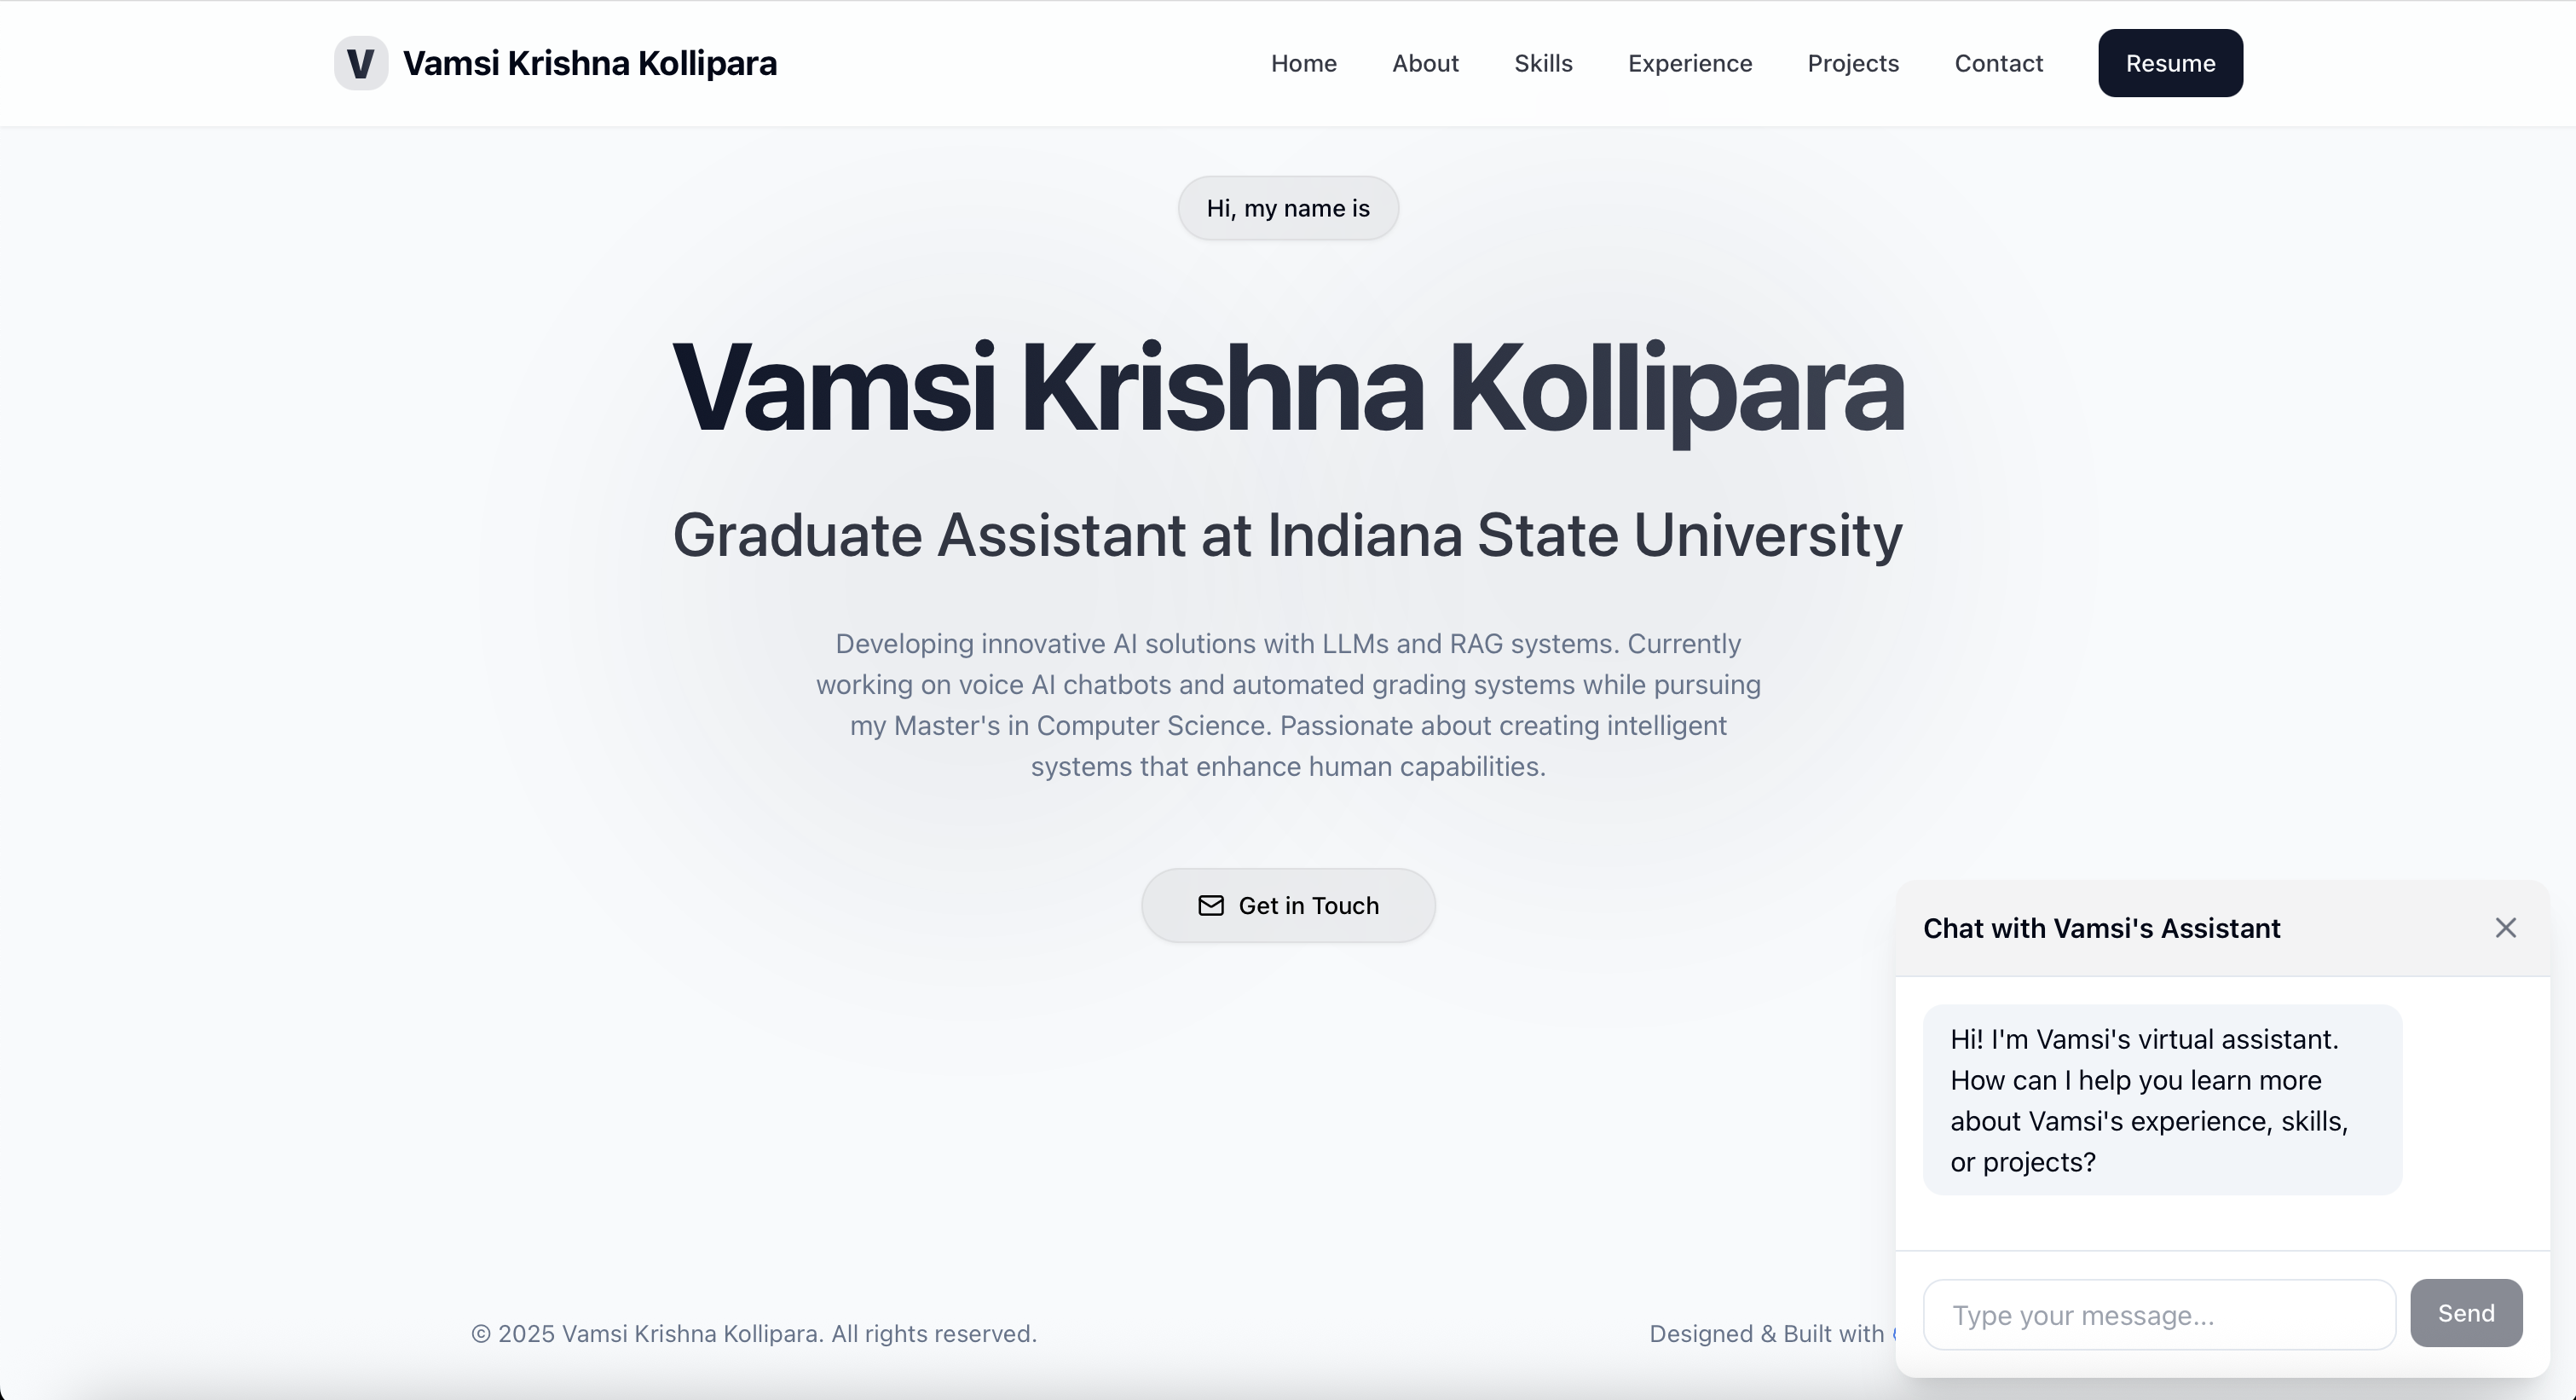 V Vamsi Krishna Kollipara
Home About Skills Experience Projects Contact Resume
Hi, my name is
Vamsi Krishna Kollipara
Graduate Assistant at Indiana State University
Developing innovative AI solutions with LLMs and RAG systems. Currently
working on voice AI chatbots and automated grading systems while pursuing
my Master's in Computer Science. Passionate about creating intelligent
systems that enhance human capabilities.
Get in Touch
Chat with Vamsi's Assistant
Hi! I'm Vamsi's virtual assistant.
How can I help you learn more
about Vamsi's experience, skills,
or projects?
Type your message...
Send
© 2025 Vamsi Krishna Kollipara. All rights reserved.
Designed & Built with